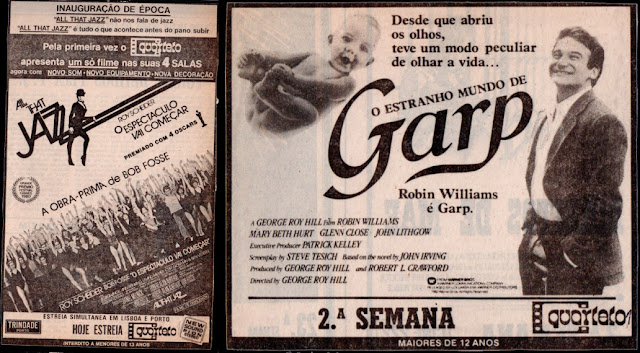 INAUGURAÇÃO DE ÉPOCA
"ALL THAT JAZZ" não nos fala de jazz
"ALL THAT JAZZ" é tudo o que acontece antes do pano subir
Pela primeira vez o quarteto
apresenta um só filme nas suas 4 SALAS
agora com NOVO SOM-NOVO EQUIPAMENTO-NOVA DECORAÇÃO
All THAT JAZZ
ROY SCHEIDER
O ESPECTACULO
VAI COMEÇAR
PREMIADO COM 4 OSCARS
A OBRA-PRIMA de BOB FOSSE
ESTREIA SIMULTANEA EM LISBOA E PORTO
TRINDADE
HOJE ESTREIA
quarteto
INTERDITO A MENORES DE 13 ANOS
Desde que abriu
os olhos,
teve um modo peculiar
de olhar a vida...
O ESTRANHO MUNDO DE
Garp
Robin Williams
é Garp.
A GEORGE ROY HILL Film ROBIN WILLIAMS
MARY BETH HURT GLENN CLOSE JOHN LITHGOW
Executive Producer PATRICK KELLEY
Screenplay by STEVE TESICH Based on the novel by JOHN IRVING
Produced by GEORGE ROY HILL and ROBERT L. CRAWFORD
Directed by GEORGE ROY HILL
2.ª SEMANA
quarteto
MAIORES DE 12 ANOS